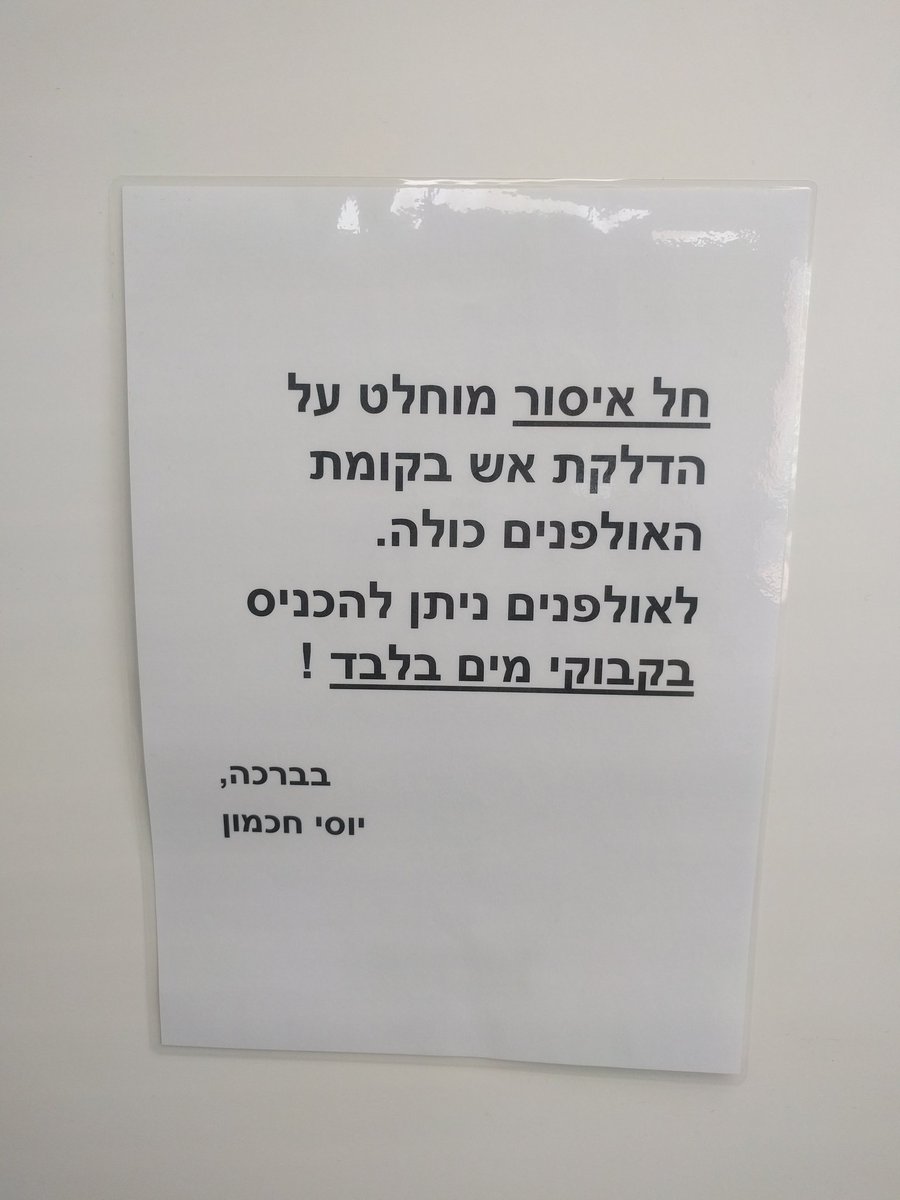 חל איסור מוחלט על
הדלקת אש בקומת
האולפנים כולה.
לאולפנים ניתן להכניס
בקבוקי מים בלבד !
בברכה,
יוסי חכמון